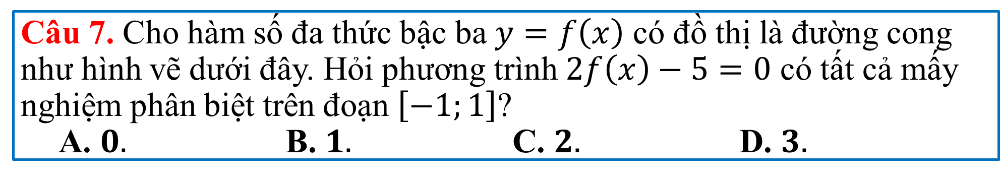 Câu 7. Cho hàm số đa thức bậc ba y = f(x) có đồ thị là đường cong
như hình vẽ dưới đây. Hỏi phương trình 2f(x) − 5 = 0 có tất cả mấy
nghiệm phân biệt trên đoạn [−1; 1]?
A. 0. B. 1. C. 2. D. 3.